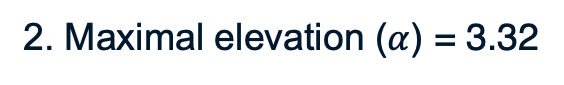 2. Maximal elevation (α) = 3.32